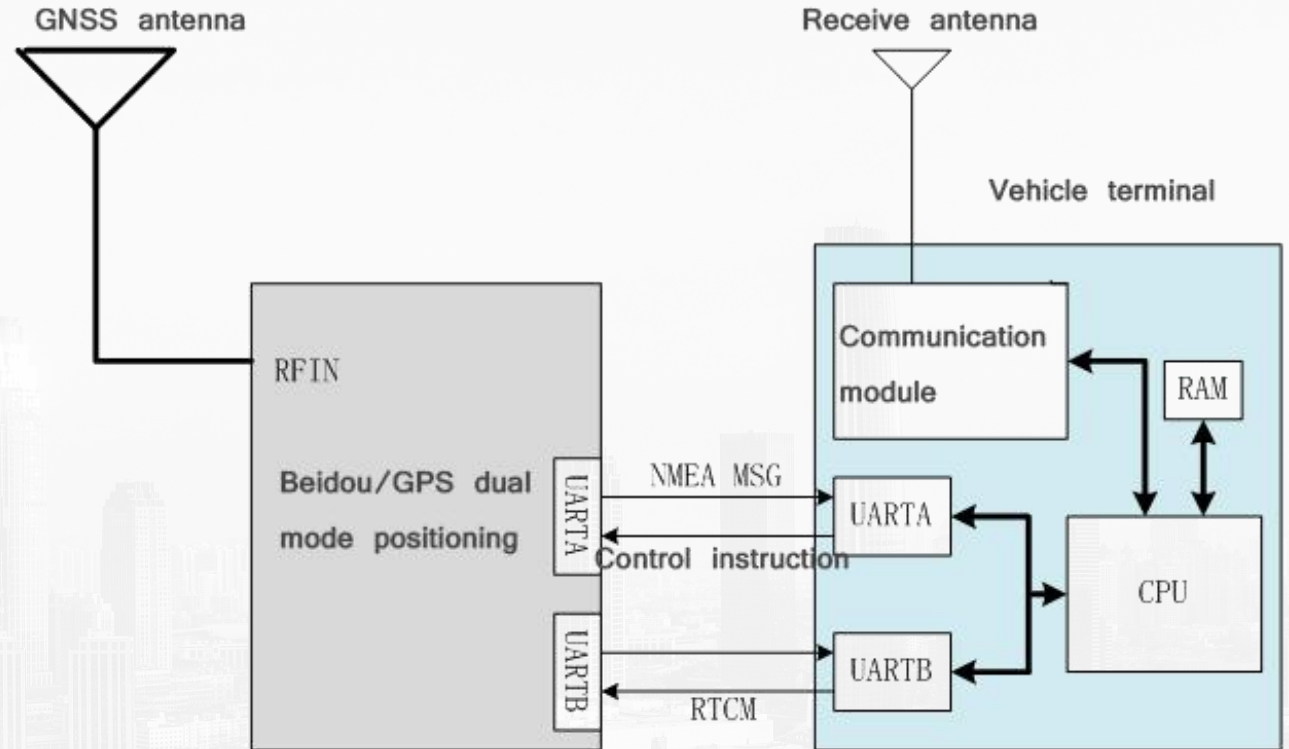 GNSS antenna
Receive antenna
Vehicle terminal
RFIN
Beidou/GPS dual
mode positioning
UARTA
UARTB
NMEA MSG
Control instruction
RTCM
Communication
module
RAM
UARTA
CPU
UARTB